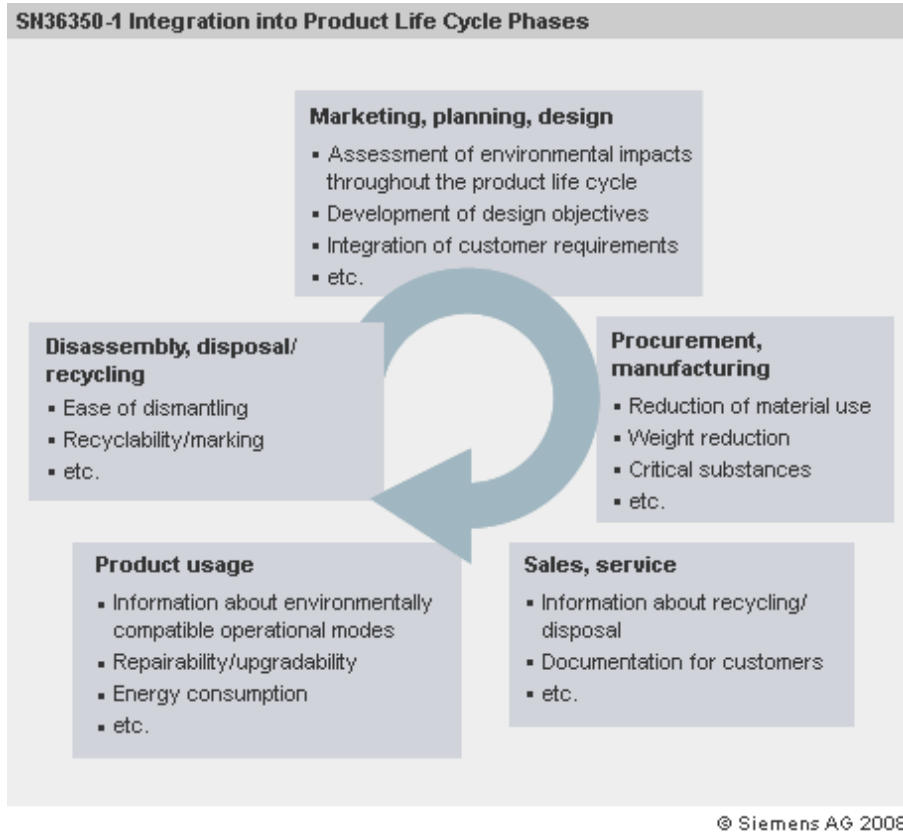 SN36350-1 Integration into Product Life Cycle Phases
Marketing, planning, design
▪ Assessment of environmental impacts
throughout the product life cycle
▪ Development of design objectives
▪ Integration of customer requirements
▪ etc.
Procurement,
manufacturing
▪ Reduction of material use
▪ Weight reduction
▪ Critical substances
▪ etc.
Sales, service
▪ Information about recycling/
disposal
▪ Documentation for customers
▪ etc.
Product usage
▪ Information about environmentally
compatible operational modes
▪ Repairability/upgradability
▪ Energy consumption
▪ etc.
Disassembly, disposal/
recycling
▪ Ease of dismantling
▪ Recyclability/marking
▪ etc.
© Siemens AG 2008